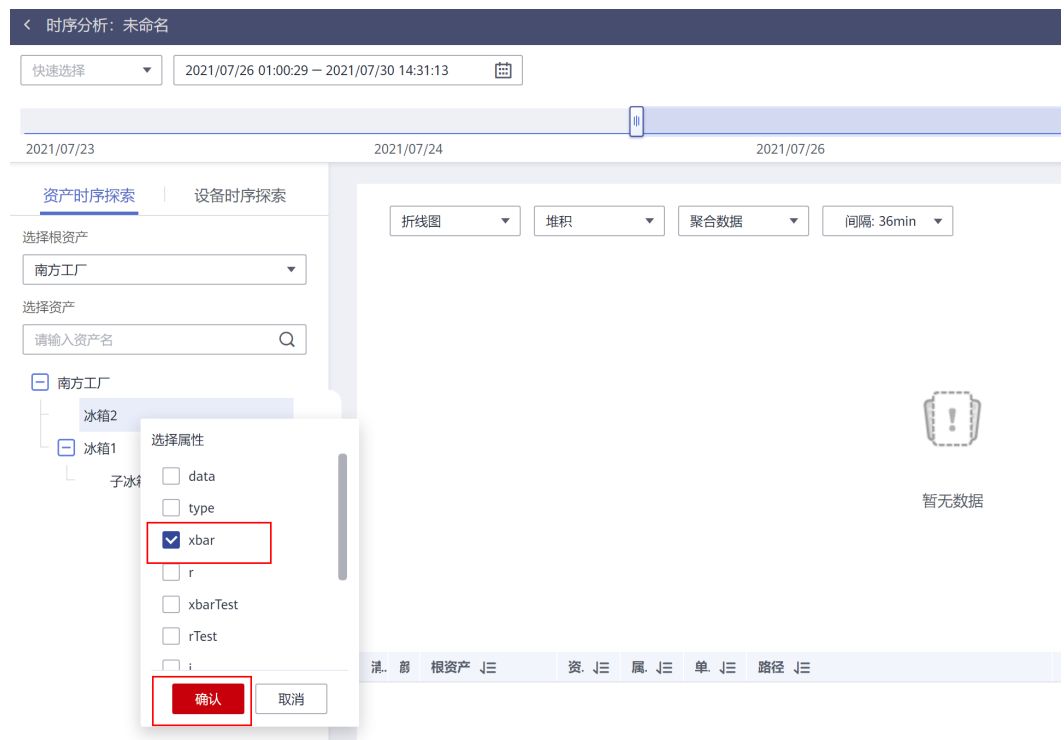 时序分析：未命名
快速选择
2021/07/26 01:00:29 – 2021/07/30 14:31:13
2021/07/23
2021/07/24
2021/07/26
资产时序探索
设备时序探索
选择根资产
南方工厂
选择资产
请输入资产名
南方工厂
冰箱2
冰箱1
子冰
选择属性
data
type
xbar
r
xbarTest
rTest
确认
取消
折线图
堆积
聚合数据
间隔: 36min
暂无数据
根资产
资.
属.
单.
路径